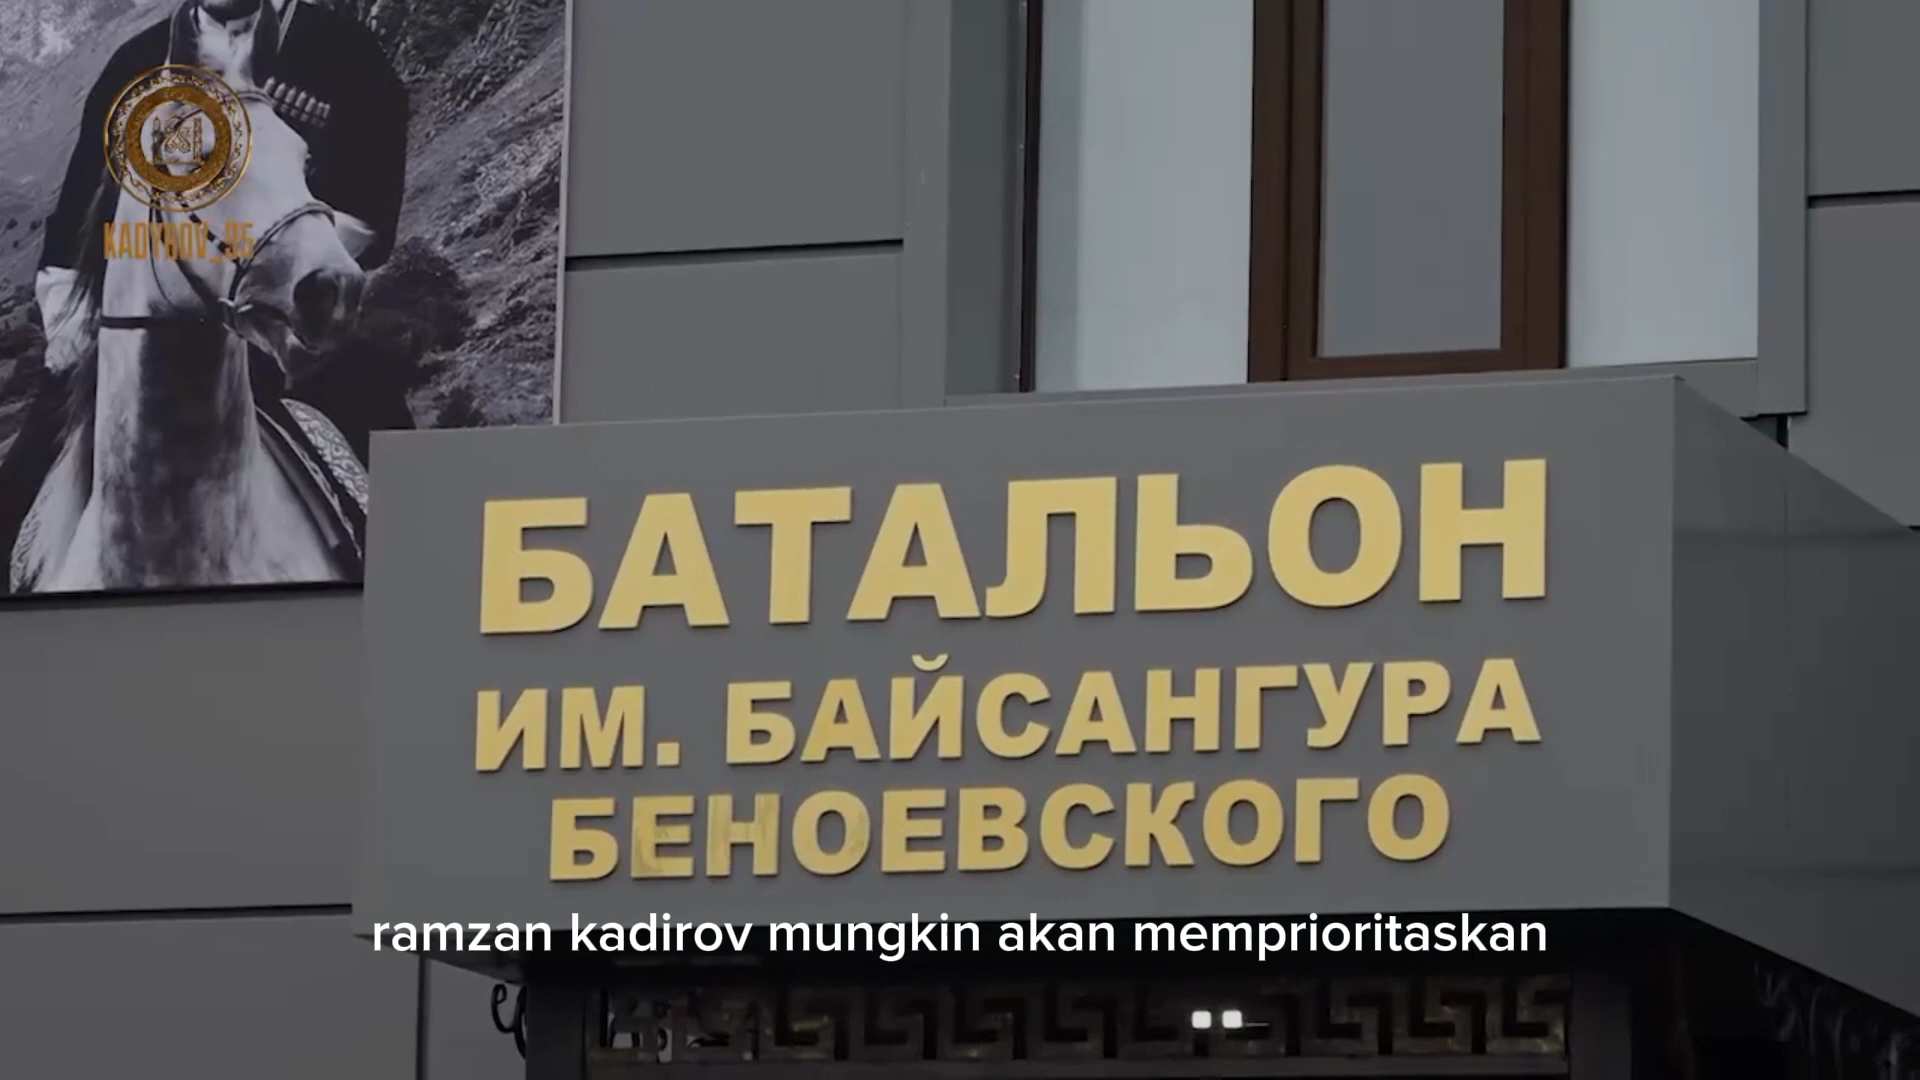 KADYROV_95
БАТАЛЬОН
ИМ. БАЙСАНГУРА
БЕНОЕВСКОГО
ramzan kadirov mungkin akan memprioritaskan